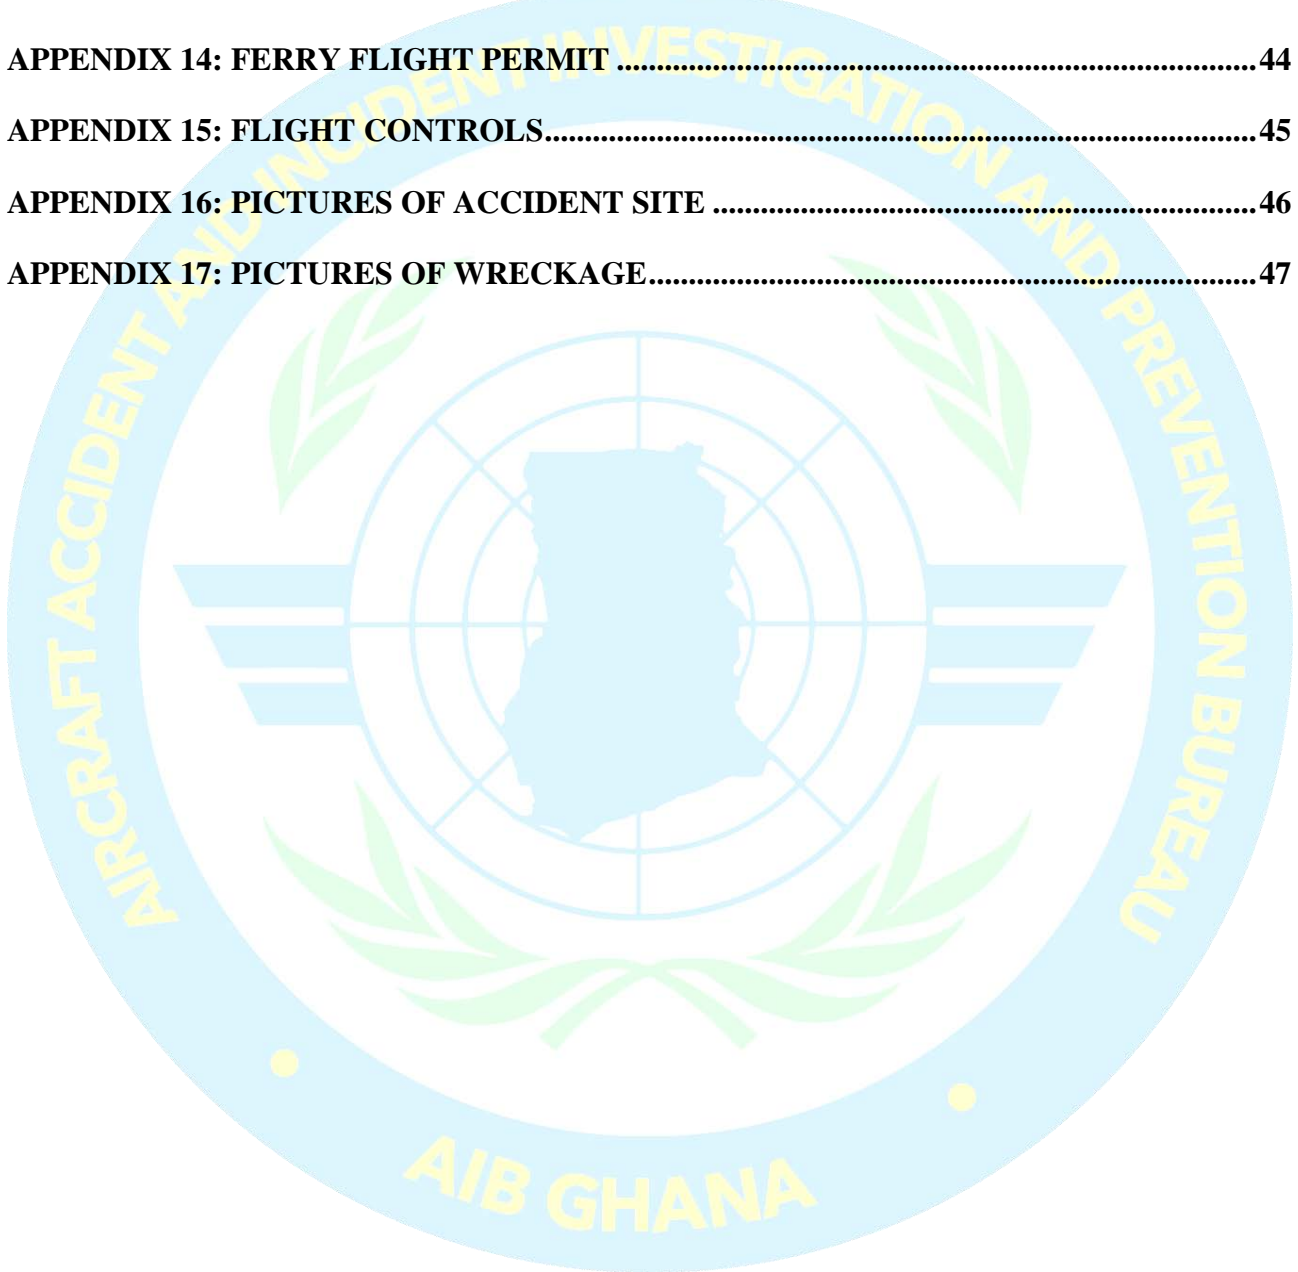 APPENDIX 14: FERRY FLIGHT PERMIT ................................................................................44
APPENDIX 15: FLIGHT CONTROLS..........................................................................................45
APPENDIX 16: PICTURES OF ACCIDENT SITE .....................................................................46
APPENDIX 17: PICTURES OF WRECKAGE.............................................................................47
AIRCRAFT ACCIDENT AND INCIDENT INVESTIGATION AND PREVENTION BUREAU
AIB GHANA